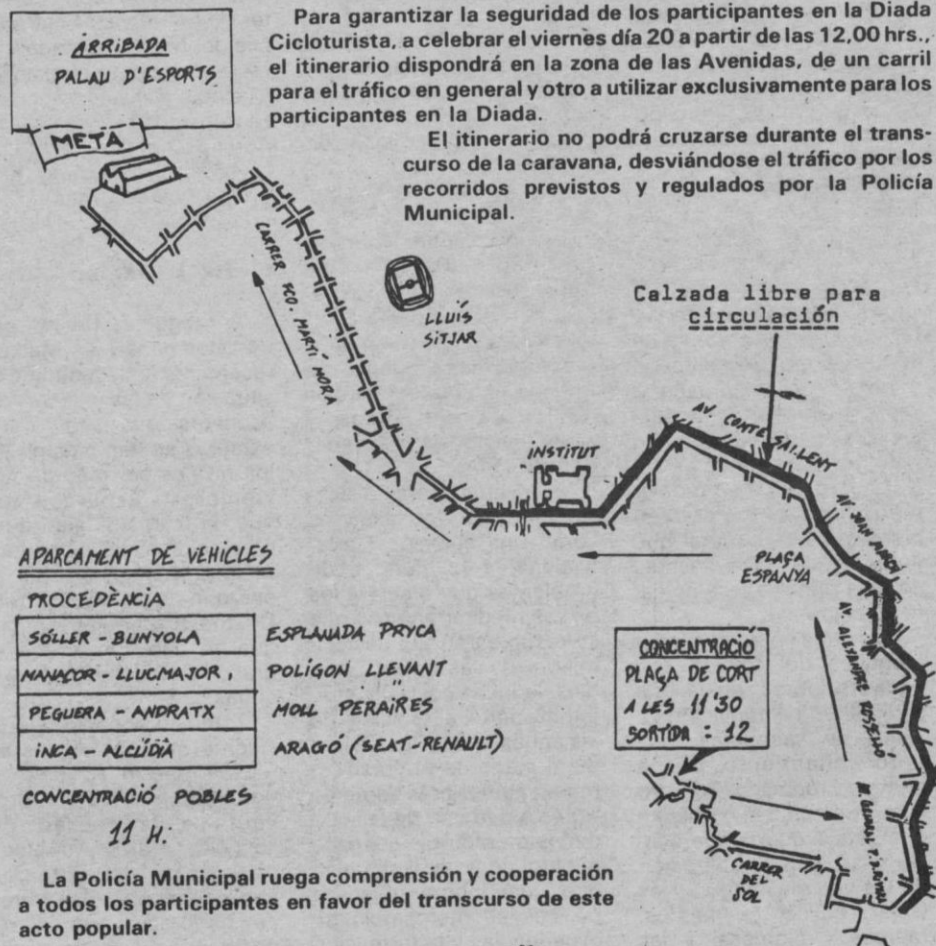 ARRIBADA
PALAU D'ESPORTS
META
Para garantizar la seguridad de los participantes en la Diada
Cicloturista, a celebrar el viernes día 20 a partir de las 12,00 hrs.,
el itinerario dispondrá en la zona de las Avenidas, de un carril
para el tráfico en general y otro a utilizar exclusivamente para los
participantes en la Diada.
El itinerario no podrá cruzarse durante el trans-
curso de la caravana, desviándose el tráfico por los
recorridos previstos y regulados por la Policía
Municipal.
CARRER FCO. MARTÍ MORA
LLUÍS
SITJAR
Calzada libre para
circulación
AV. CONTE SALLENT
INSTITUT
AV. JUAN MARCH
PLAÇA
ESPANYA
AV. ALEXANDRE ROSSELLÓ
APARCAMENT DE VEHICLES
PROCEDÈNCIA
SÓLLER - BUNYOLA ESPLANADA PRYCA
MANACOR - LLUCMAJOR, POLÍGON LLEVANT
PEGUERA - ANDRATX MOLL PERAIRES
INCA - ALCÚDIA ARAGÓ (SEAT-RENAULT)
CONCENTRACIÓ POBLES
11 H.
CONCENTRACIÓ
PLAÇA DE CORT
A LES 11'30
SORTIDA : 12
CARRER
DEL
SOL
AV. GENERAL P. DE RIVERA
La Policía Municipal ruega comprensión y cooperación
a todos los participantes en favor del transcurso de este
acto popular.